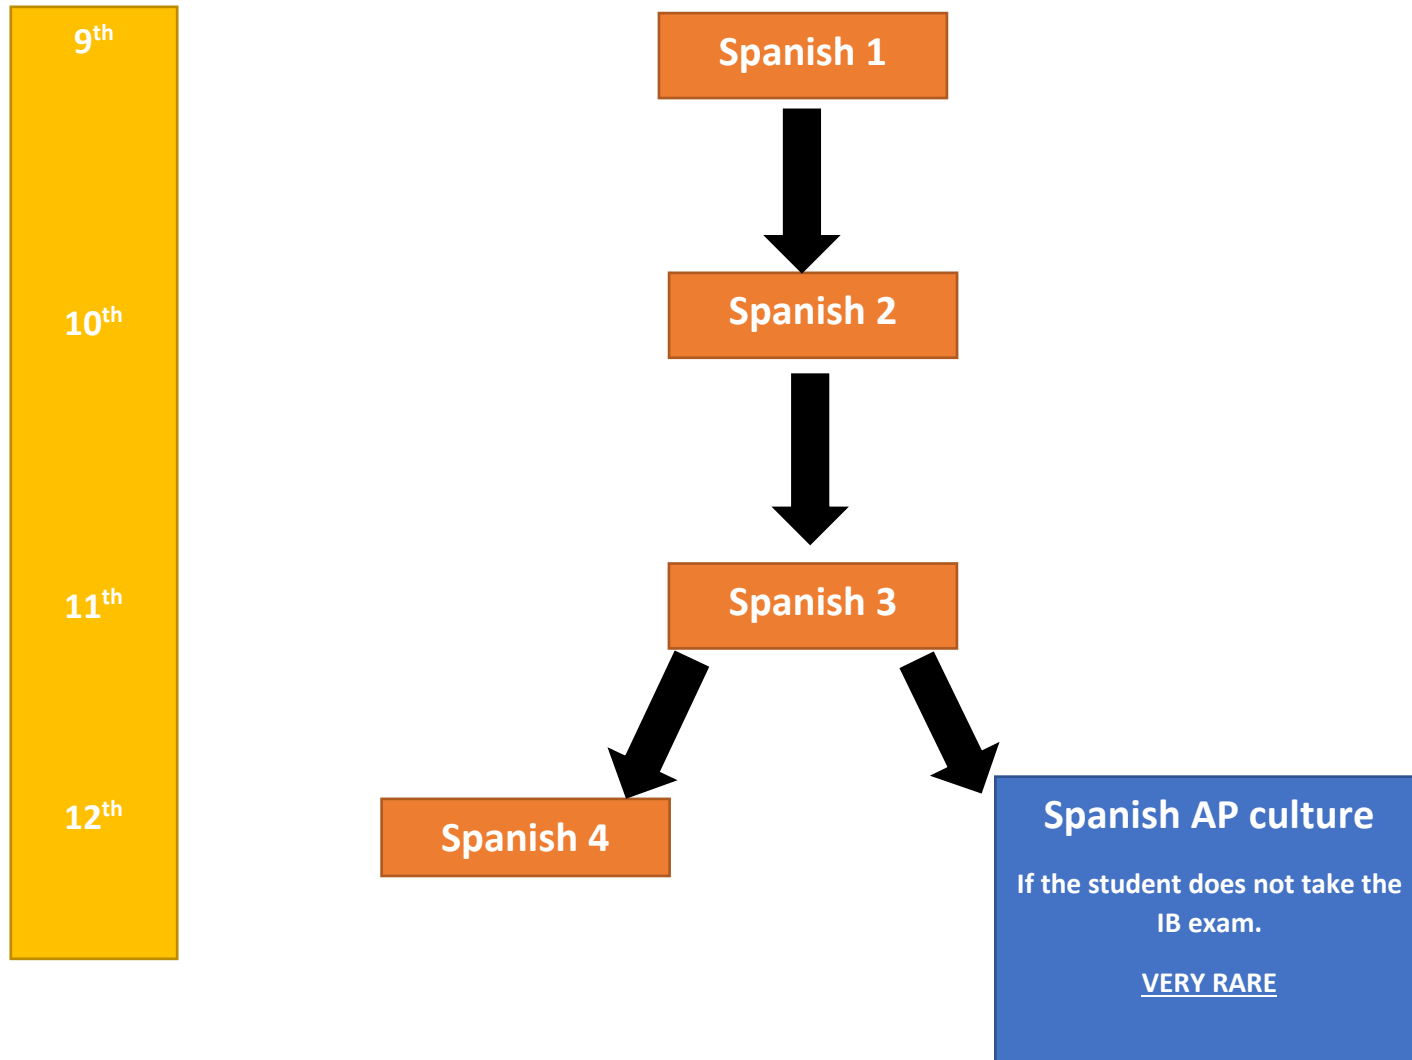 9th
Spanish 1
10th
Spanish 2
11th
Spanish 3
12th
Spanish 4
Spanish AP culture
If the student does not take the
IB exam.
VERY RARE